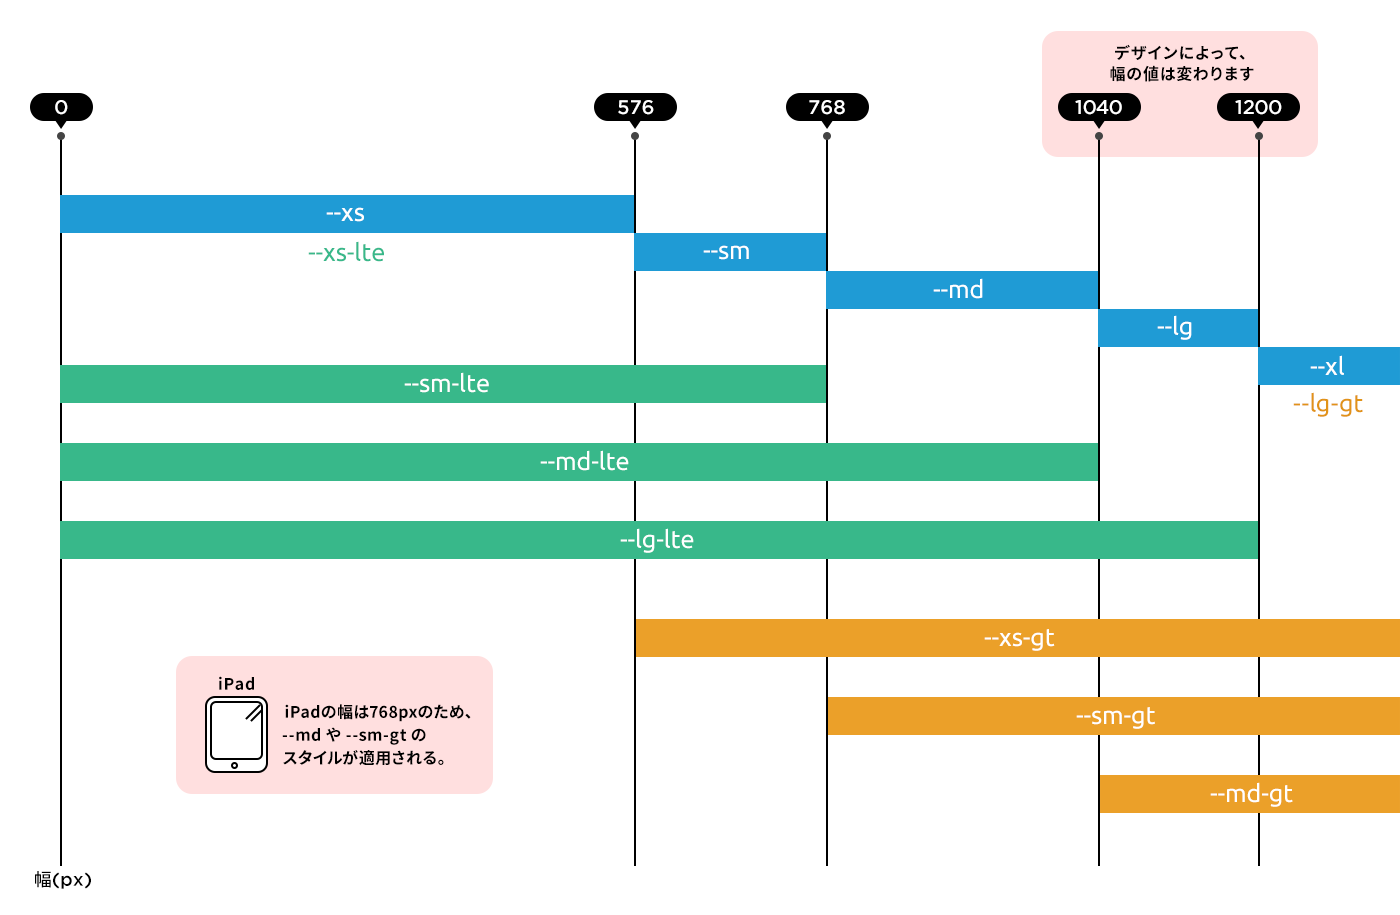 デザインによって、
幅の値は変わります
0
576
768
1040
1200
--xs
--xs-lte
--sm
--md
--lg
--xl
--lg-gt
--sm-lte
--md-lte
--lg-lte
--xs-gt
--sm-gt
--md-gt
iPad
iPadの幅は768pxのため、
--md や --sm-gt の
スタイルが適用される。
幅(px)